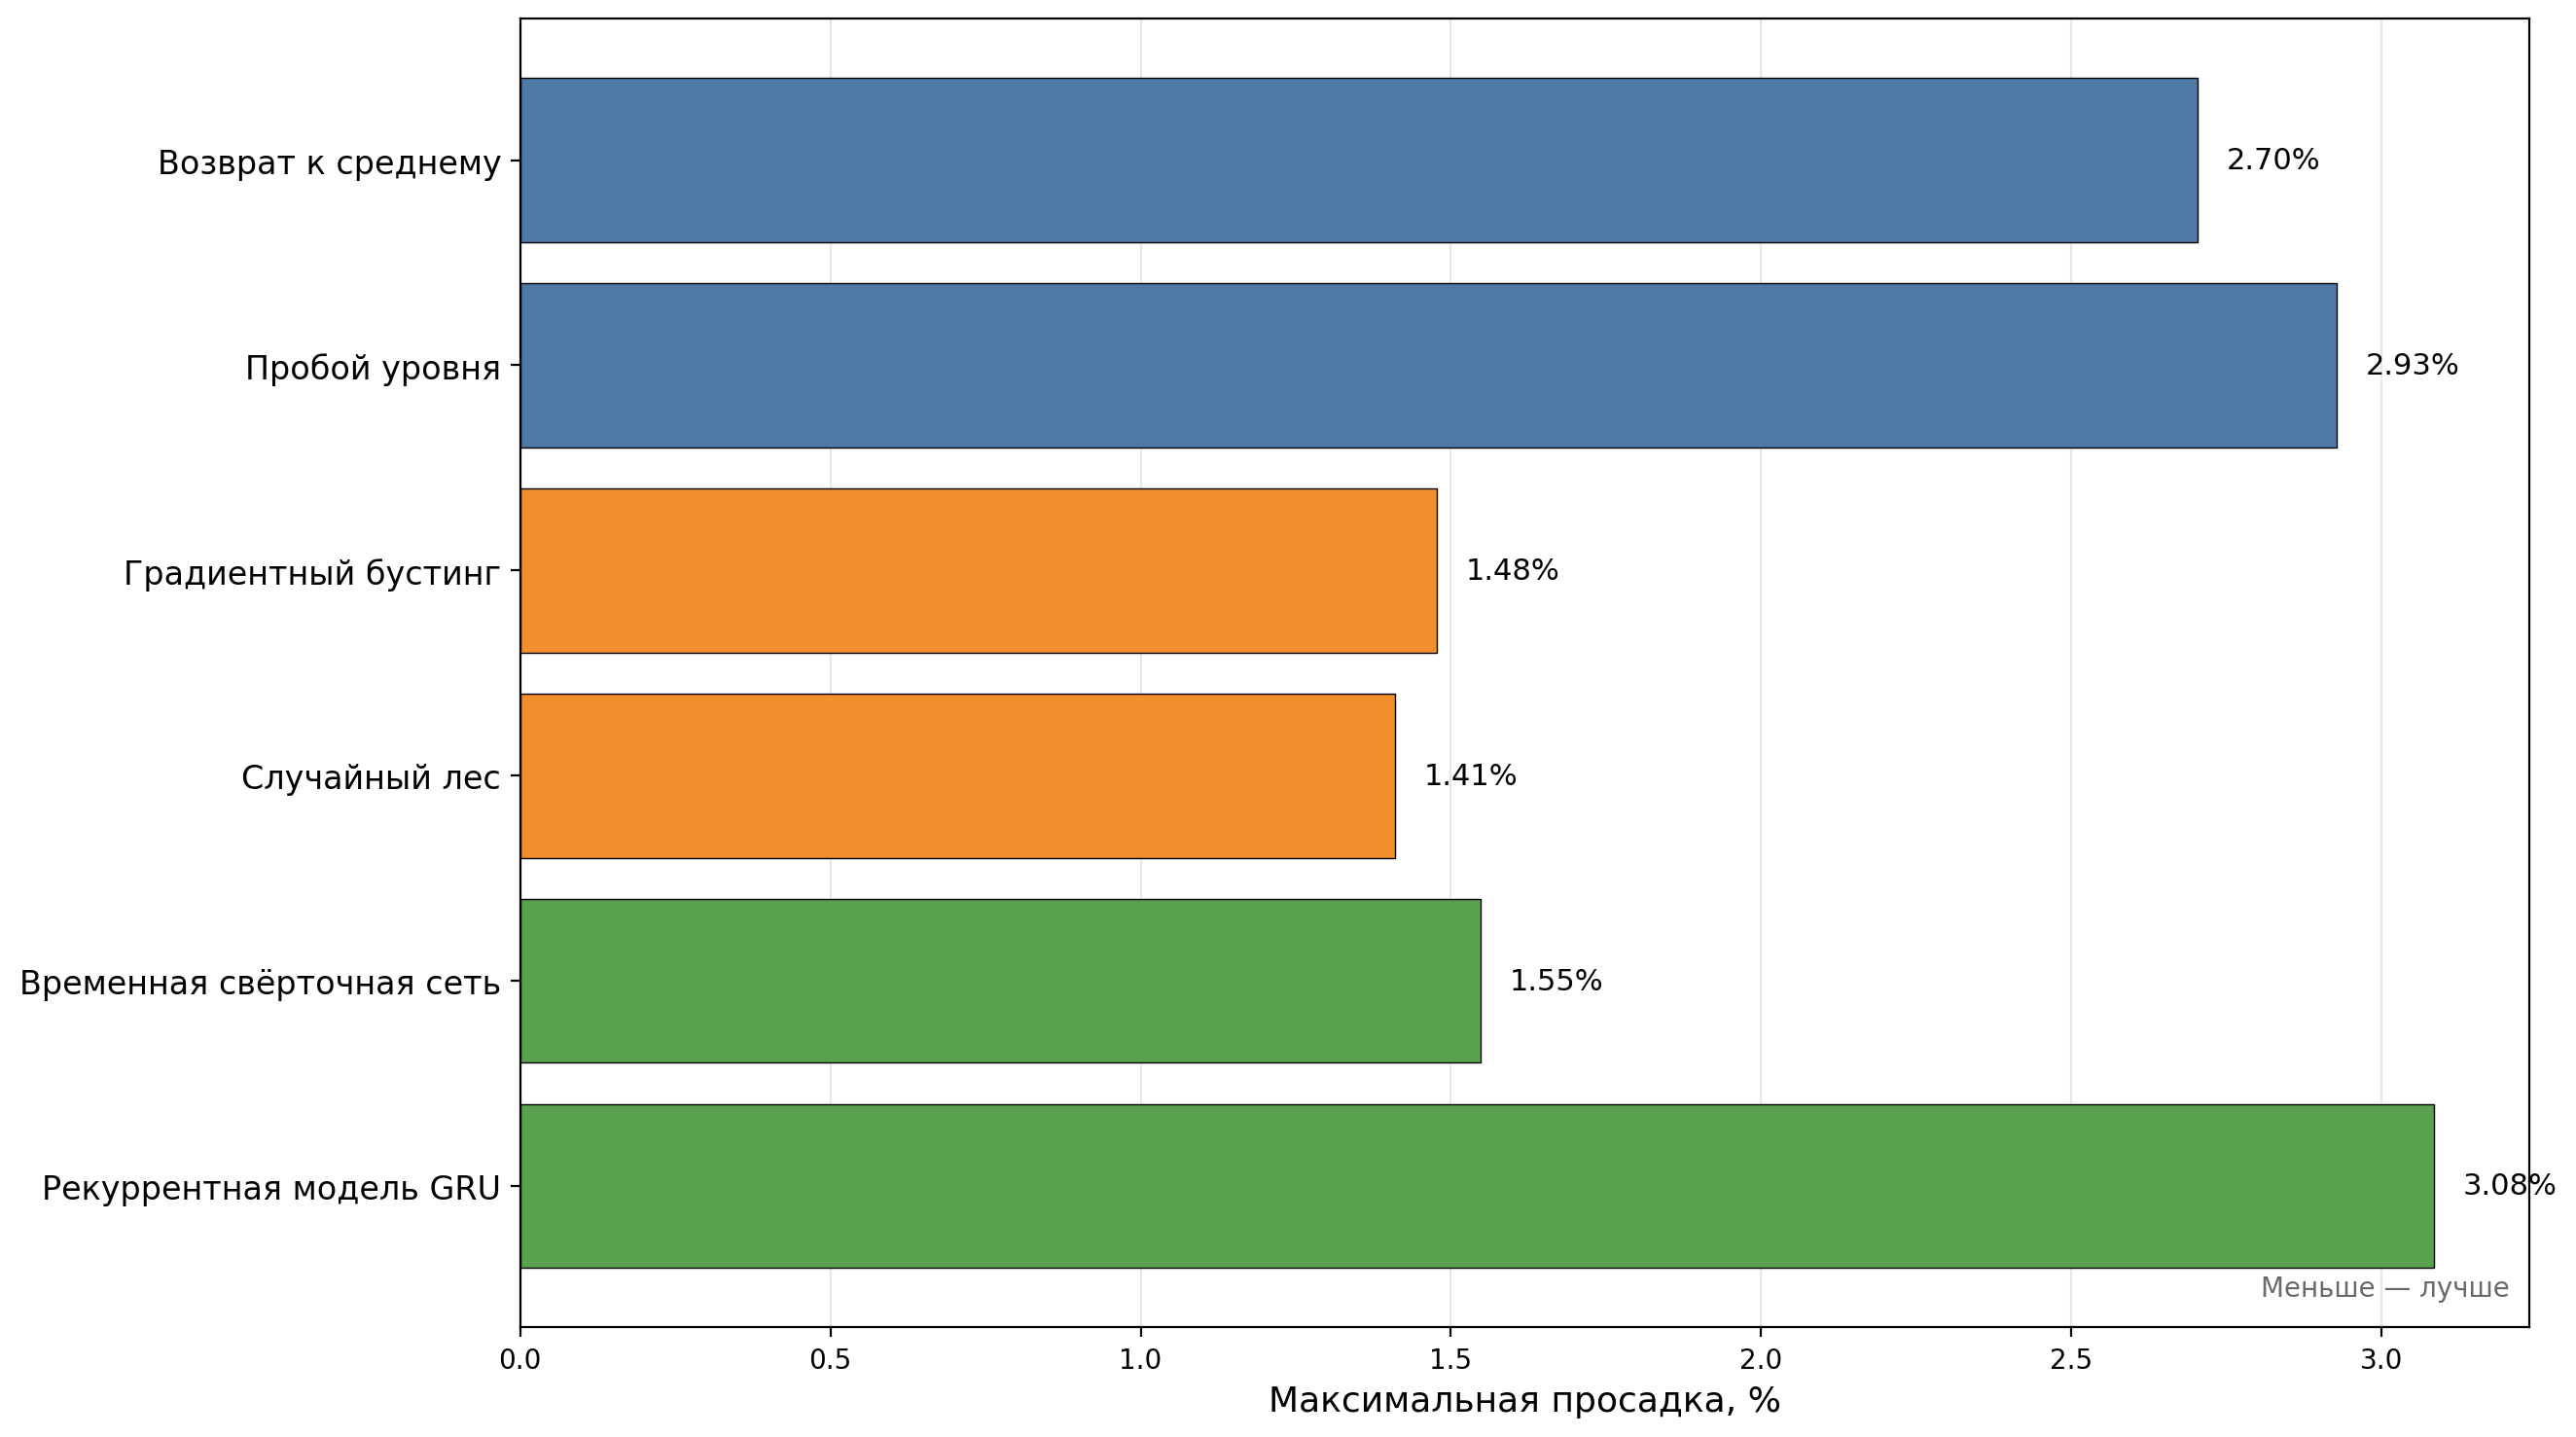 Возврат к среднему
2.70%
Пробой уровня
2.93%
Градиентный бустинг
1.48%
Случайный лес
1.41%
Временная свёрточная сеть
1.55%
Рекуррентная модель GRU
3.08%
Меньше — лучше
0.0 0.5 1.0 1.5 2.0 2.5 3.0
Максимальная просадка, %